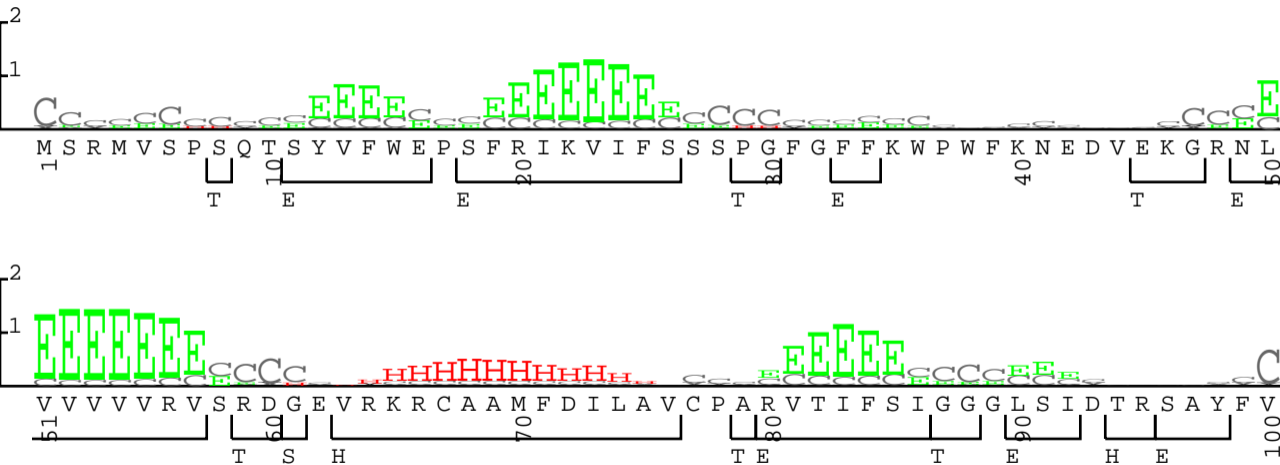 2
1
M S R M V S P S Q T S Y V F W E P S F R I K V I F S S S P G F G F F K W P W F K N E D V E K G R N L
1 10 20 30 40 50
T E E T E T E
2
1
V V V V V R V S R D G E V R K R C A A M F D I L A V C P A R V T I F S I G G G L S I D T R S A Y F V
51 60 70 80 90 100
T S H T E T E H E